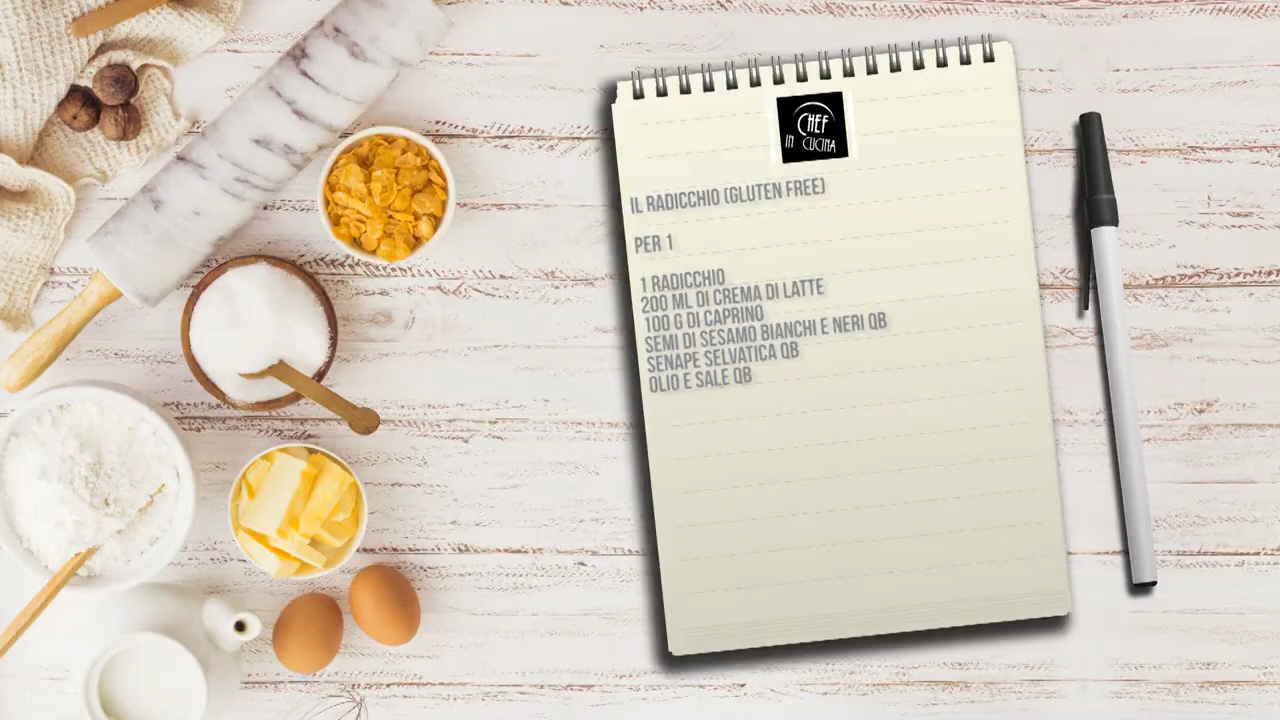 CHEF
IN CUCINA
IL RADICCHIO (GLUTEN FREE)
PER 1
1 RADICCHIO
200 ML DI CREMA DI LATTE
100 G DI CAPRINO
SEMI DI SESAMO BIANCHI E NERI QB
SENAPE SELVATICA QB
OLIO E SALE QB